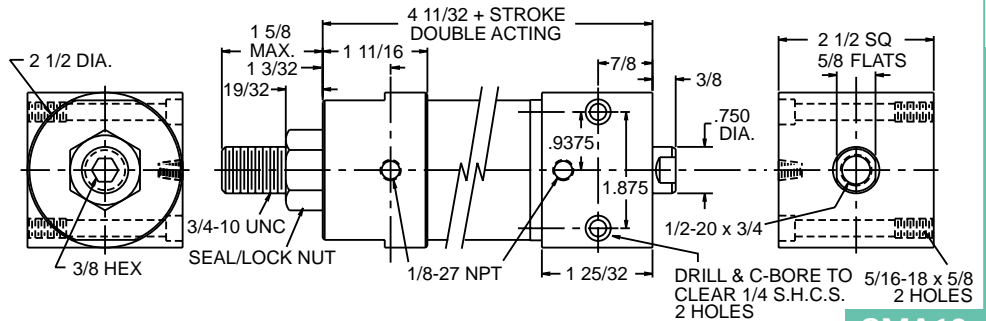 4 11/32 + STROKE
DOUBLE ACTING
1 5/8
MAX.
1 11/16
2 1/2 SQ
5/8 FLATS
2 1/2 DIA.
1 3/32
7/8
3/8
19/32
.750
DIA.
.9375
1.875
3/4-10 UNC
1/2-20 x 3/4
SEAL/LOCK NUT
3/8 HEX
1/8-27 NPT
1 25/32
DRILL & C-BORE TO
CLEAR 1/4 S.H.C.S.
2 HOLES
5/16-18 x 5/8
2 HOLES